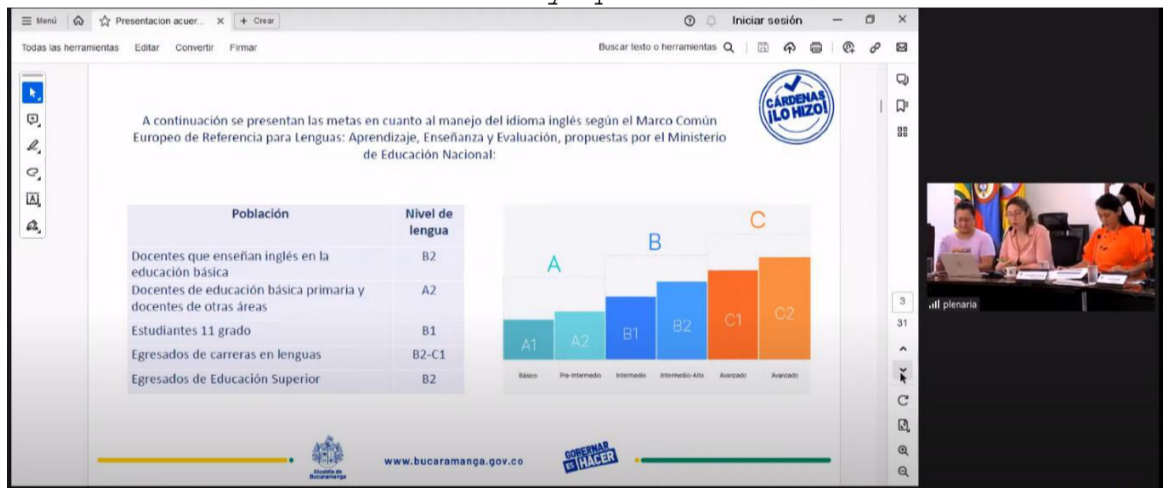 Menú
Presentacion acuer...
+ Crear
Iniciar sesión
Todas las herramientas Editar Convertir Firmar
Buscar texto o herramientas
CÁRDENAS
¡LO HIZO!
A continuación se presentan las metas en cuanto al manejo del idioma inglés según el Marco Común
Europeo de Referencia para Lenguas: Aprendizaje, Enseñanza y Evaluación, propuestas por el Ministerio
de Educación Nacional:
Población Nivel de
lengua
Docentes que enseñan inglés en la B2
educación básica
Docentes de educación básica primaria y A2
docentes de otras áreas
Estudiantes 11 grado B1
Egresados de carreras en lenguas B2-C1
Egresados de Educación Superior B2
A
B
C
A1 A2 B1 B2 C1 C2
Básico Pre-Intermedio Intermedio Intermedio-Alto Avanzado Avanzado
plenaria
3
31
Alcaldía de
Bucaramanga
www.bucaramanga.gov.co
GOBERNAR
ES HACER